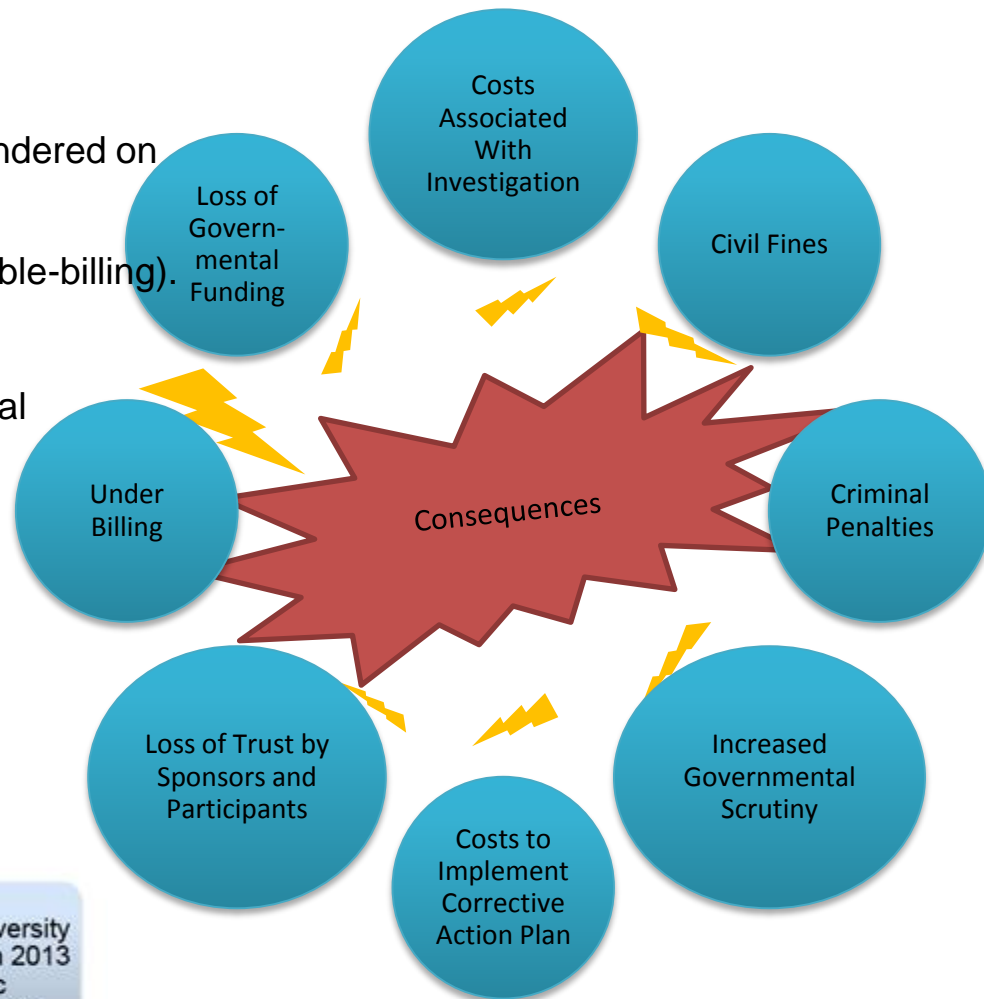 ndered on
ble-billing).
al
Costs
Associated
With
Investigation
Civil Fines
Criminal
Penalties
Increased
Governmental
Scrutiny
Costs to
Implement
Corrective
Action Plan
Loss of Trust by
Sponsors and
Participants
Under
Billing
Loss of
Govern-
mental
Funding
Consequences
versity
2013
c